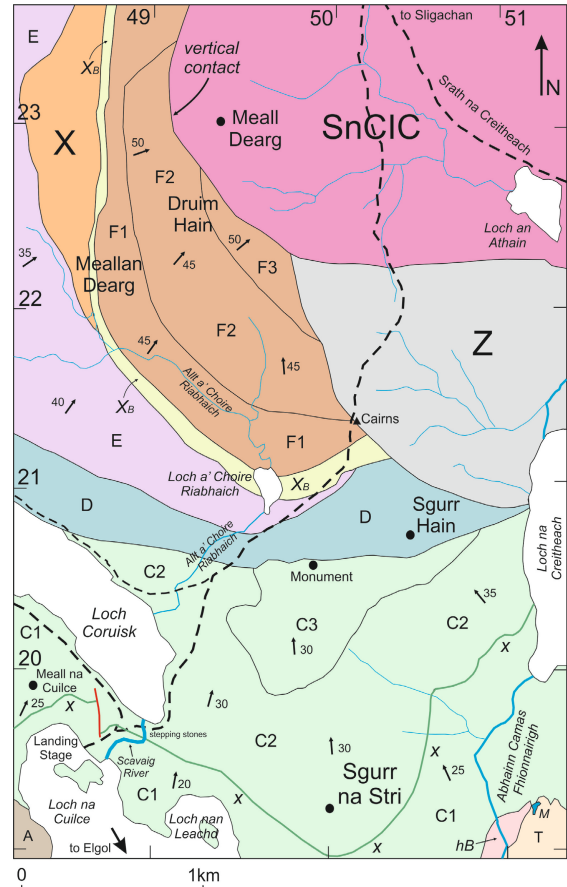 49
50
51
to Sligachan
E
X_B
vertical
contact
N
Srath na Creitheach
23
X
50
Meall
Dearg
SnCIC
F2
Druim
Hain
Loch an
Athain
F1
50
F3
35
Meallan
Dearg
45
22
F2
Z
45
45
Allt a' Choire
Riabhaich
40
X_B
Cairns
E
F1
Loch a' Choire
Riabhaich
X_B
21
D
D
Sgurr
Hain
Allt a' Choire
Riabhaich
Loch na
Creitheach
C2
Monument
35
Loch
Coruisk
C1
C3
C2
30
20
Meall na
Cuilce
25
x
30
stepping stones
C2
x
Landing
Stage
Scavaig
River
30
x
25
Abhainn Camas
Fhionnairigh
20
Sgurr
na Stri
C1
x
C1
Loch na
Cuilce
Loch nan
Leachd
M
A
T
to Elgol
x
hB
0
1km